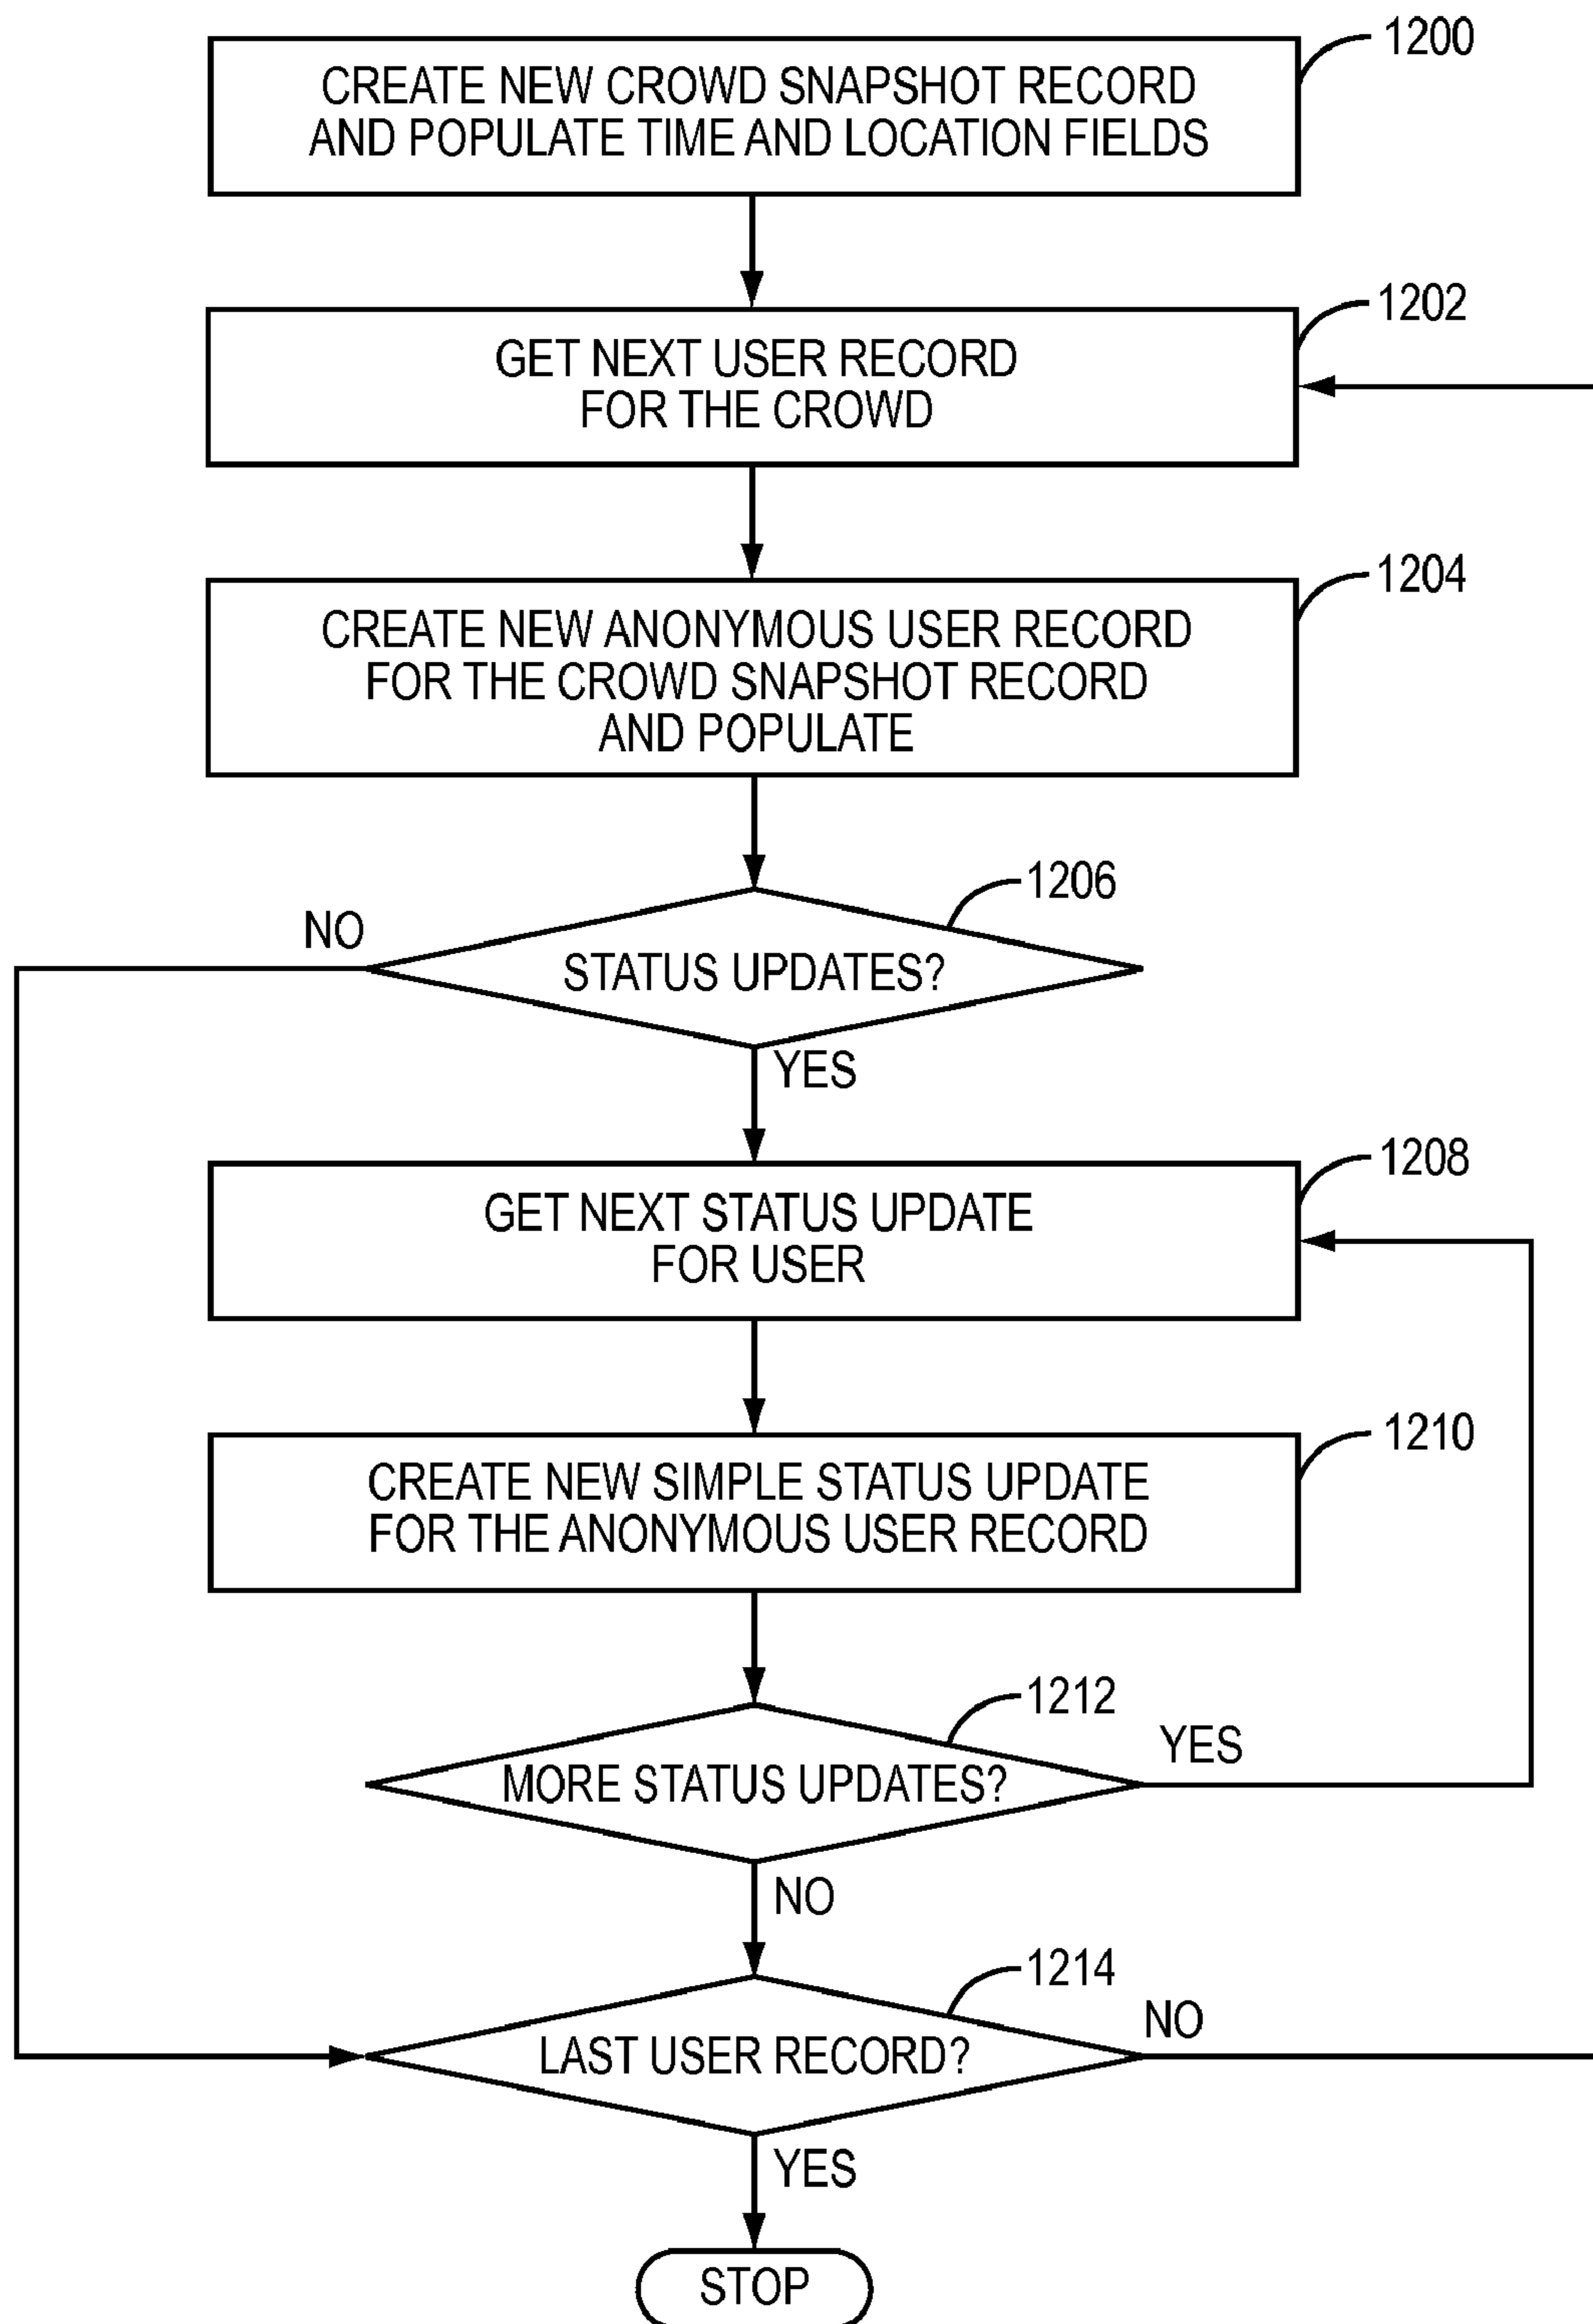 1200
CREATE NEW CROWD SNAPSHOT RECORD
AND POPULATE TIME AND LOCATION FIELDS
1202
GET NEXT USER RECORD
FOR THE CROWD
1204
CREATE NEW ANONYMOUS USER RECORD
FOR THE CROWD SNAPSHOT RECORD
AND POPULATE
1206
NO
STATUS UPDATES?
YES
1208
GET NEXT STATUS UPDATE
FOR USER
1210
CREATE NEW SIMPLE STATUS UPDATE
FOR THE ANONYMOUS USER RECORD
1212
YES
MORE STATUS UPDATES?
NO
1214
NO
LAST USER RECORD?
YES
STOP